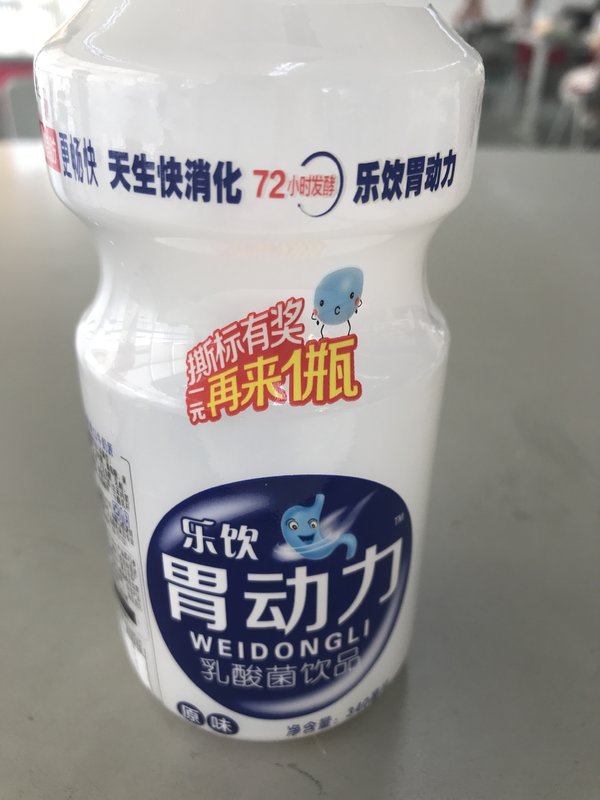 更畅快 天生快消化 72小时发酵 乐饮胃动力
撕标有奖
一元再来1瓶
乐饮
TM
胃动力
WEIDONGLI
乳酸菌饮品
原味
净含量: 340